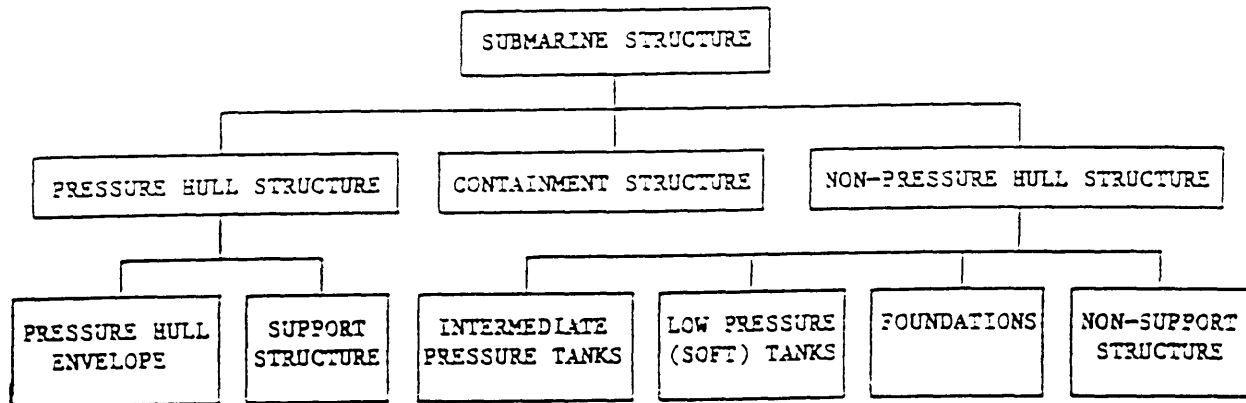 SUBMARINE STRUCTURE
PRESSURE HULL STRUCTURE
CONTAINMENT STRUCTURE
NON-PRESSURE HULL STRUCTURE
PRESSURE HULL
ENVELOPE
SUPPORT
STRUCTURE
INTERMEDIATE
PRESSURE TANKS
LOW PRESSURE
(SOFT) TANKS
FOUNDATIONS
NON-SUPPORT
STRUCTURE